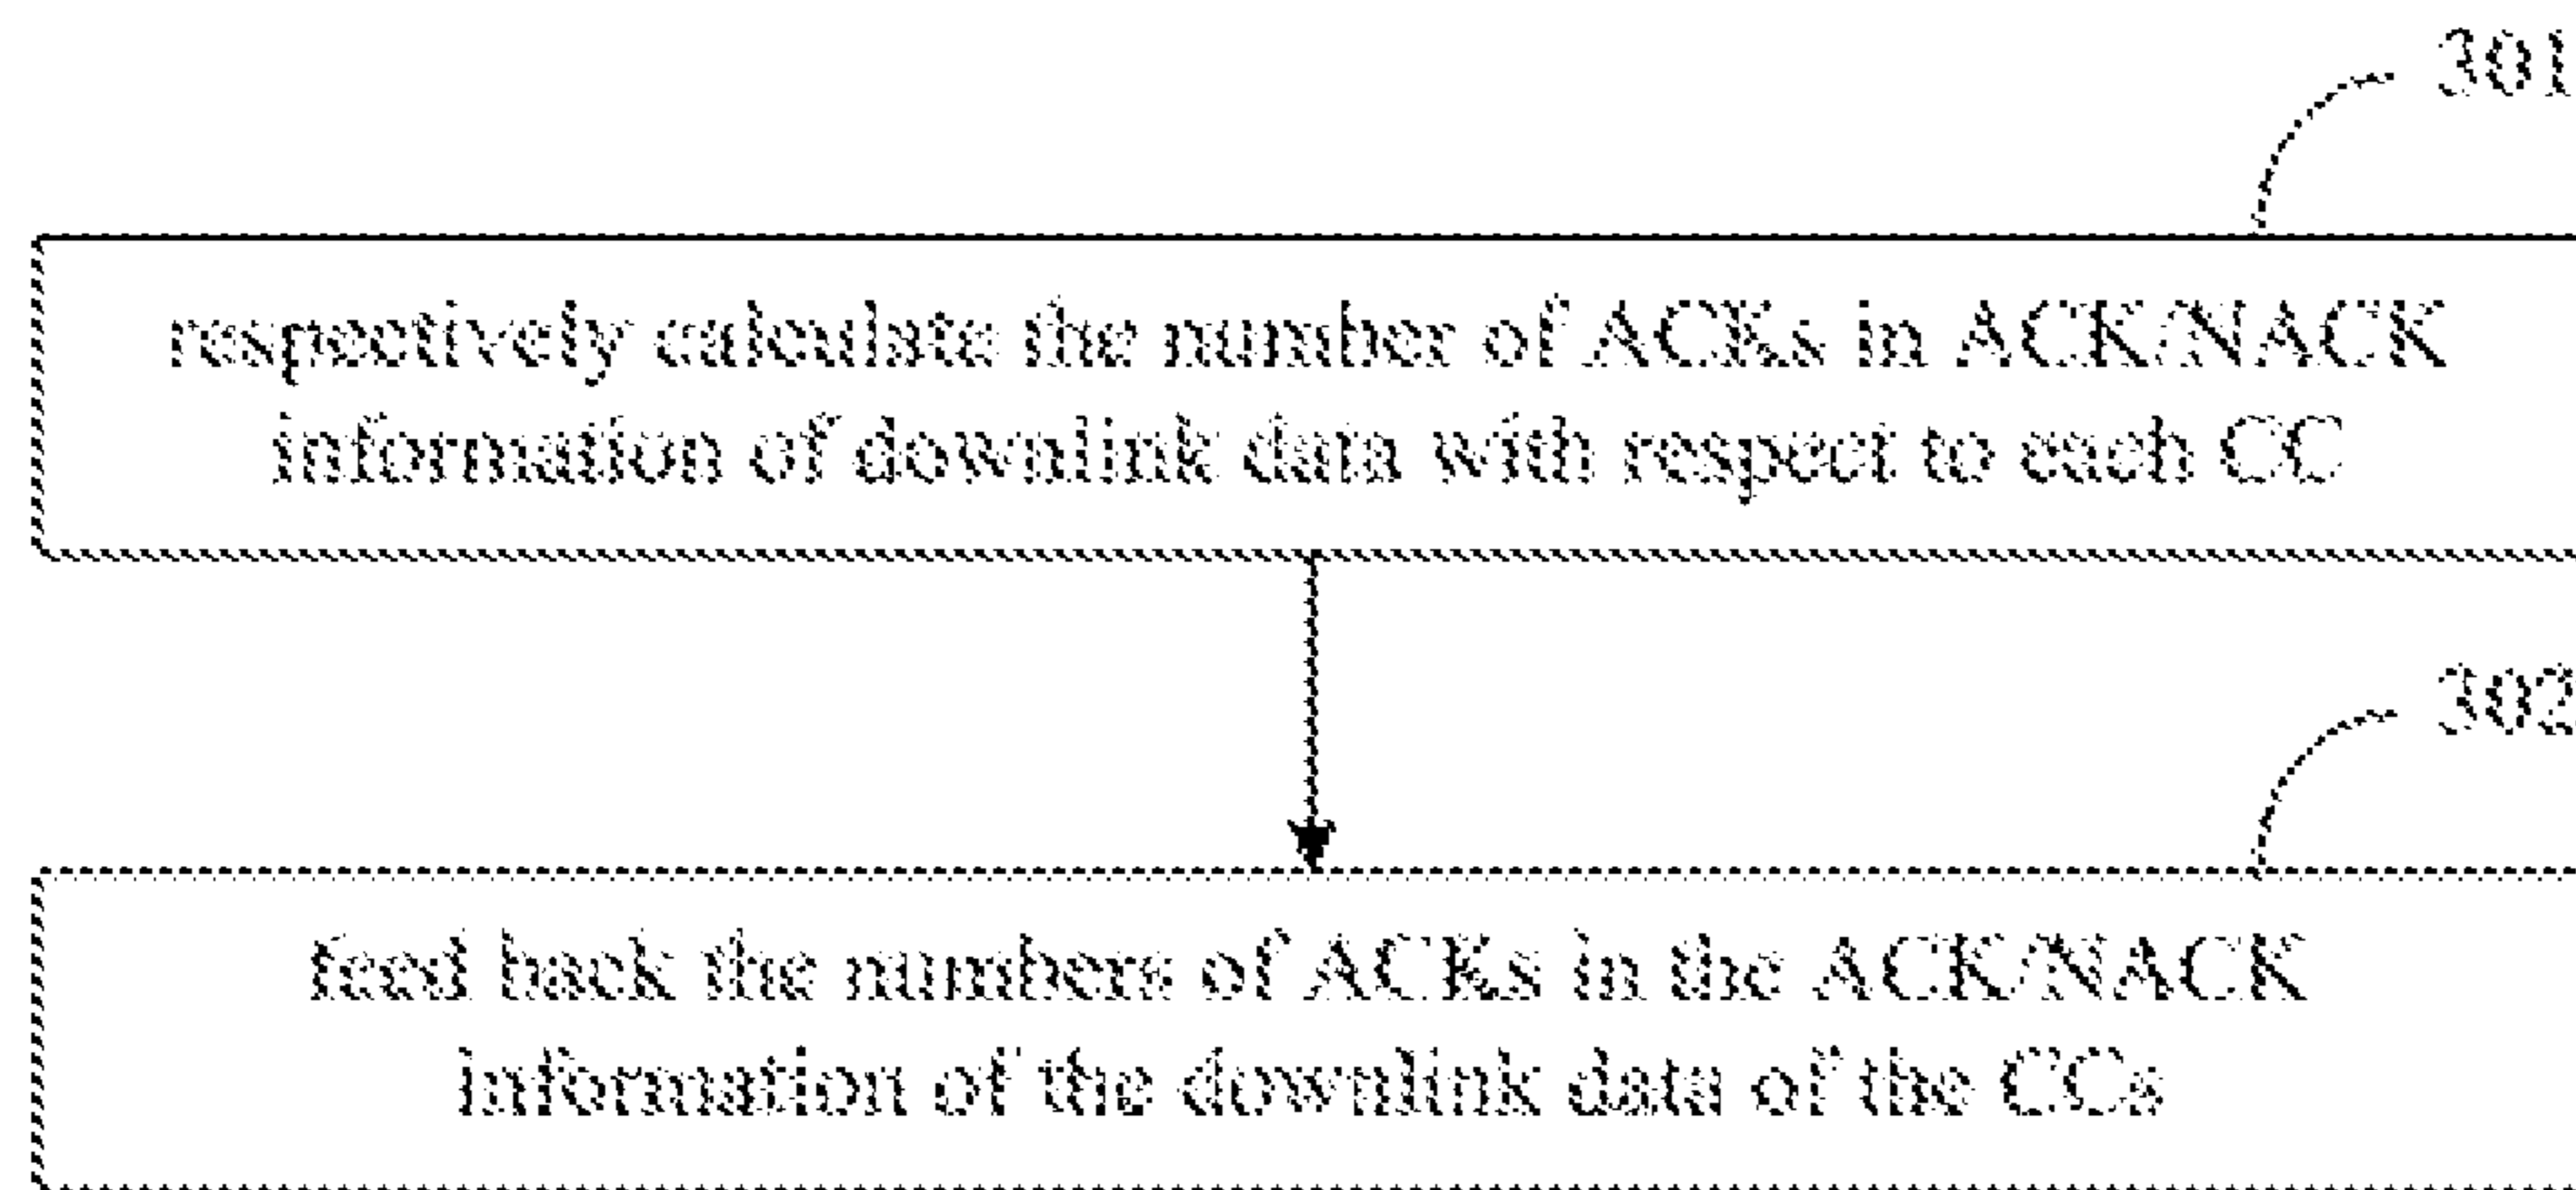 301
respectively calculate the number of ACKs in ACK/NACK
information of downlink data with respect to each CC
302
feed back the numbers of ACKs in the ACK/NACK
information of the downlink data of the CCs